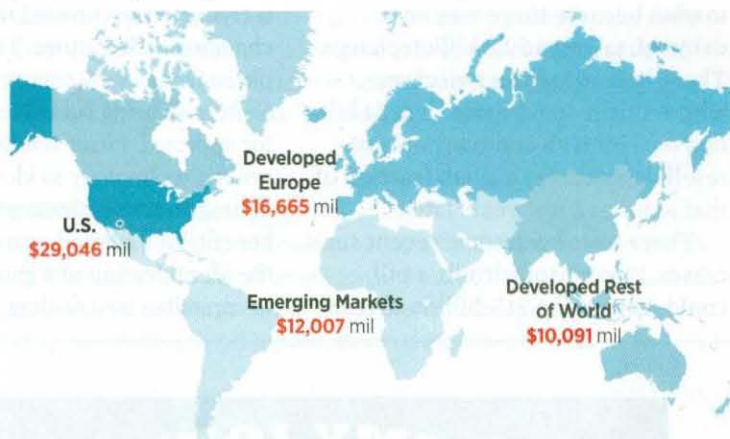 Developed
Europe
$16,665 mil
U.S.
$29,046 mil
Emerging Markets
$12,007 mil
Developed Rest
of World
$10,091 mil